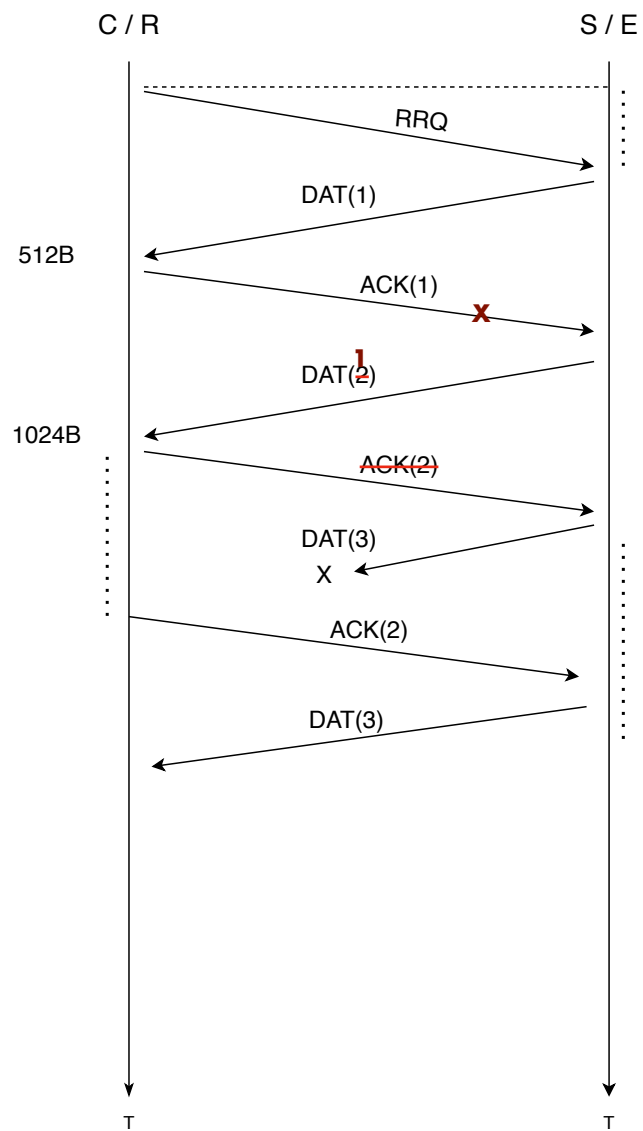 C / R
S / E
RRQ
DAT(1)
512B
ACK(1)
X
1
DAT(2)
1024B
ACK(2)
DAT(3)
X
ACK(2)
DAT(3)
T
T